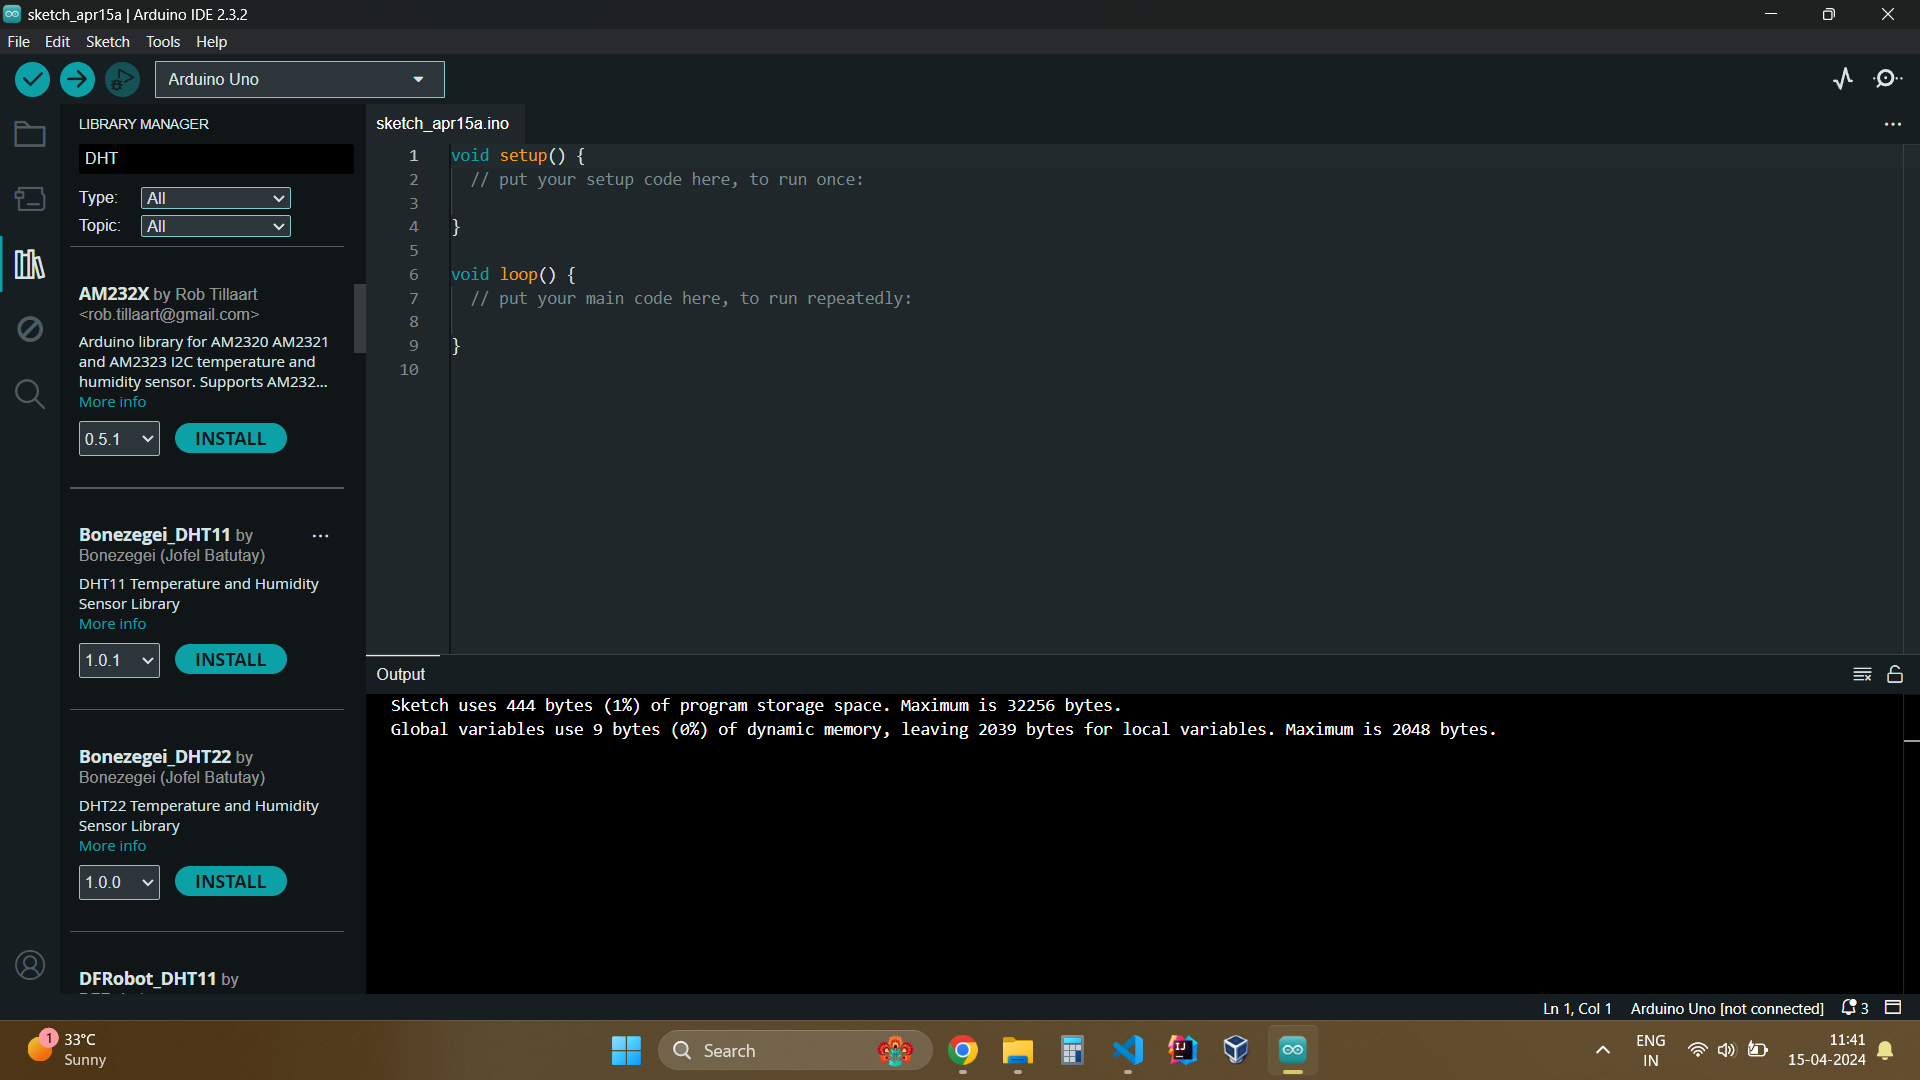 sketch_apr15a | Arduino IDE 2.3.2
File Edit Sketch Tools Help
Arduino Uno
LIBRARY MANAGER
DHT
Type: All
Topic: All
AM232X by Rob Tillaart
<rob.tillaart@gmail.com>
Arduino library for AM2320 AM2321
and AM2323 I2C temperature and
humidity sensor. Supports AM232...
More info
0.5.1 INSTALL
Bonezegei_DHT11 by ...
Bonezegei (Jofel Batutay)
DHT11 Temperature and Humidity
Sensor Library
More info
1.0.1 INSTALL
Bonezegei_DHT22 by
Bonezegei (Jofel Batutay)
DHT22 Temperature and Humidity
Sensor Library
More info
1.0.0 INSTALL
DFRobot_DHT11 by
sketch_apr15a.ino
1 void setup() {
2 // put your setup code here, to run once:
3
4 }
5
6 void loop() {
7 // put your main code here, to run repeatedly:
8
9 }
10
Output
Sketch uses 444 bytes (1%) of program storage space. Maximum is 32256 bytes.
Global variables use 9 bytes (0%) of dynamic memory, leaving 2039 bytes for local variables. Maximum is 2048 bytes.
Ln 1, Col 1 Arduino Uno [not connected] 3
1 33°C
Sunny
Search
IJ
ENG
IN
11:41
15-04-2024